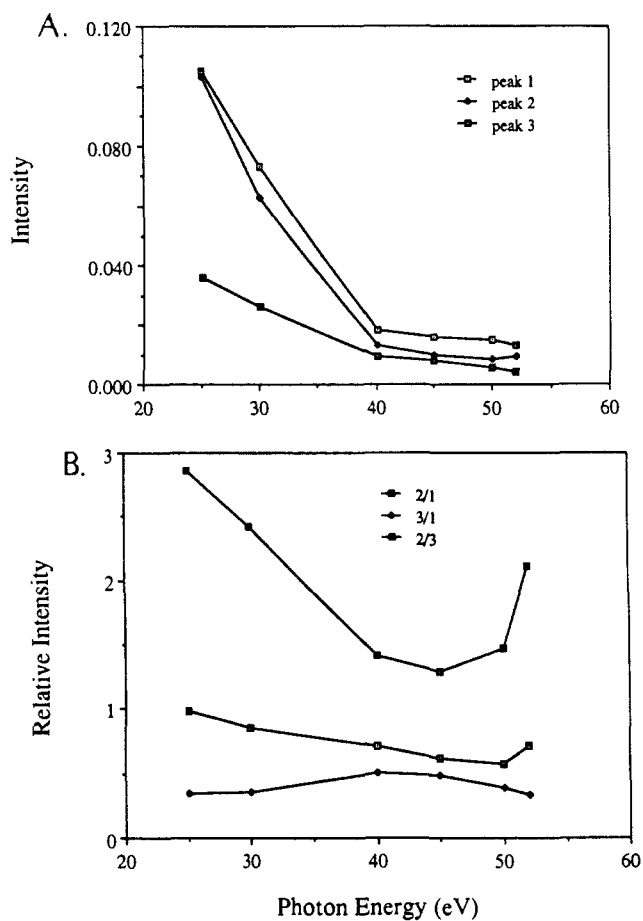 A.
0.120
0.080
0.040
0.000
Intensity
peak 1
peak 2
peak 3
20 30 40 50 60
B.
3
2
1
0
Relative Intensity
2/1
3/1
2/3
20 30 40 50 60
Photon Energy (eV)